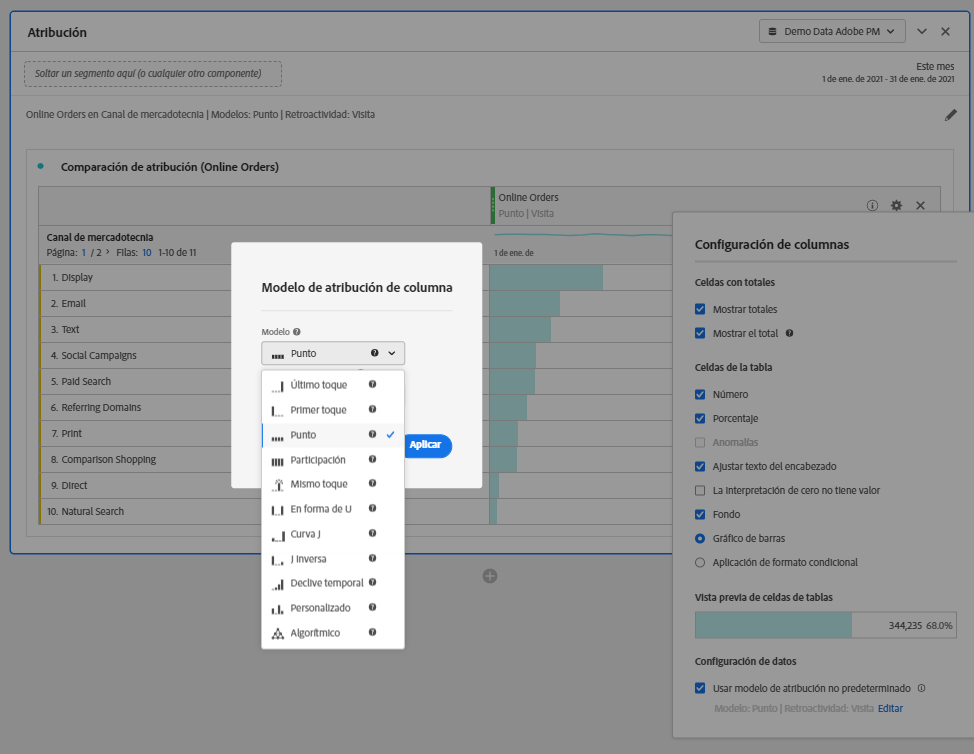 Atribución
Demo Data Adobe PM
Soltar un segmento aquí (o cualquier otro componente)
Este mes
1 de ene. de 2021 - 31 de ene. de 2021
Online Orders en Canal de mercadotecnia | Modelos: Punto | Retroactividad: Visita
Comparación de atribución (Online Orders)
Online Orders
Punto | Visita
Canal de mercadotecnia
Página: 1 / 2 > Filas: 10 1-10 de 11
1 de ene. de
1. Display
2. Email
3. Text
4. Social Campaigns
5. Paid Search
6. Referring Domains
7. Print
8. Comparison Shopping
9. Direct
10. Natural Search
Modelo de atribución de columna
Modelo
Punto
Último toque
Primer toque
Punto
Participación
Mismo toque
En forma de U
Curva J
J inversa
Declive temporal
Personalizado
Algorítmico
Aplicar
Configuración de columnas
Celdas con totales
Mostrar totales
Mostrar el total
Celdas de la tabla
Número
Porcentaje
Anomalías
Ajustar texto del encabezado
La interpretación de cero no tiene valor
Fondo
Gráfico de barras
Aplicación de formato condicional
Vista previa de celdas de tablas
344,235 68.0%
Configuración de datos
Usar modelo de atribución no predeterminado
Modelo: Punto | Retroactividad: Visita Editar